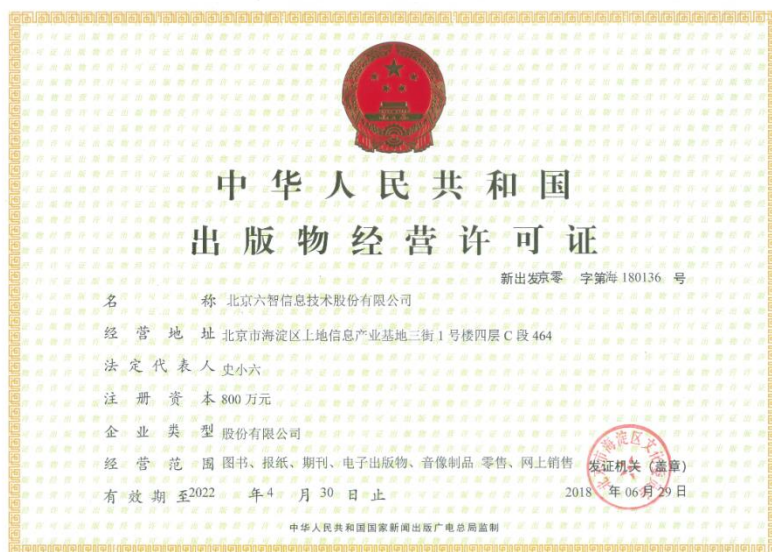 中华人民共和国
出版物经营许可证
新出发京零 字第海 180136 号
名 称 北京六智信息技术股份有限公司
经营地址 北京市海淀区上地信息产业基地三街 1 号楼四层 C 段 464
法定代表人 史小六
注册资本 800 万元
企业类型 股份有限公司
经营范围 图书、报纸、期刊、电子出版物、音像制品 零售、网上销售
发证机关（盖章）
有效期至2022 年 4 月 30 日止
2018 年 06 月 29 日
中华人民共和国国家新闻出版广电总局监制